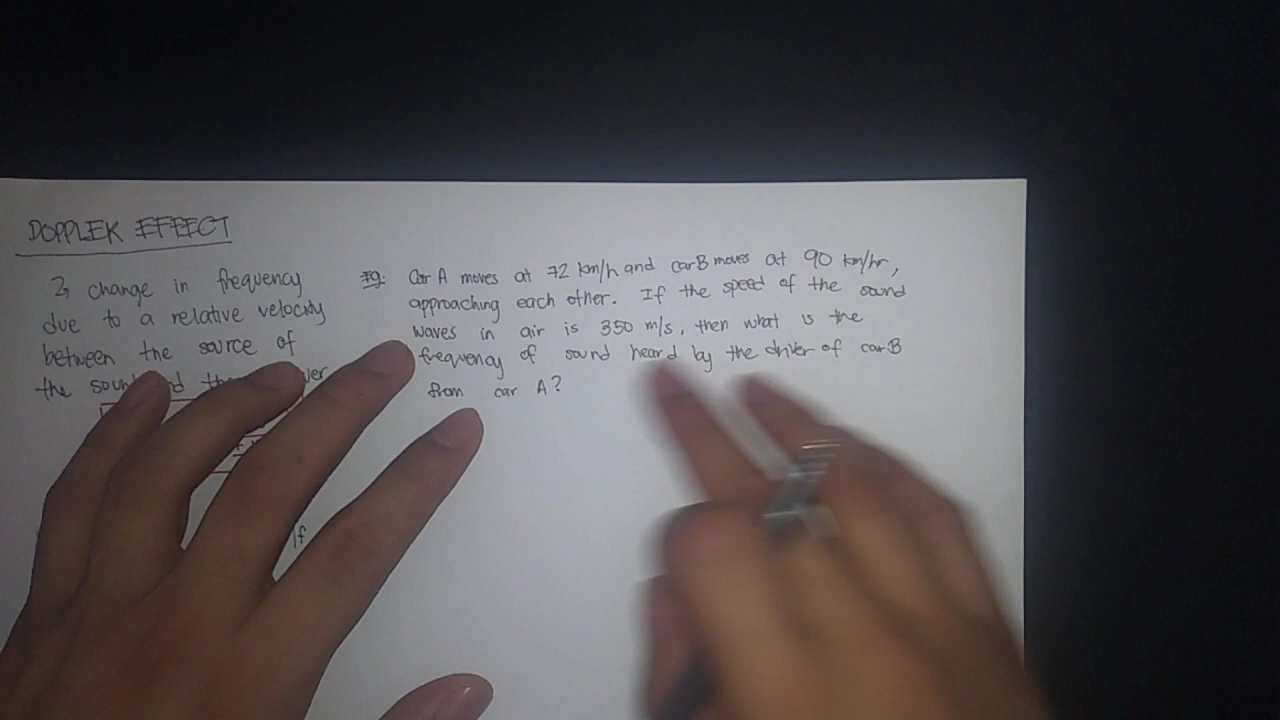 DOPPLER EFFECT
↳ change in frequency
due to a relative velocity
between the source of
the
Eg: Car A moves at 72 km/h and car B moves at 90 km/hr,
approaching each other. If the speed of the sound
waves in air is 350 m/s, then what is the
frequency of sound heard by the driver of car B
from car A?
If